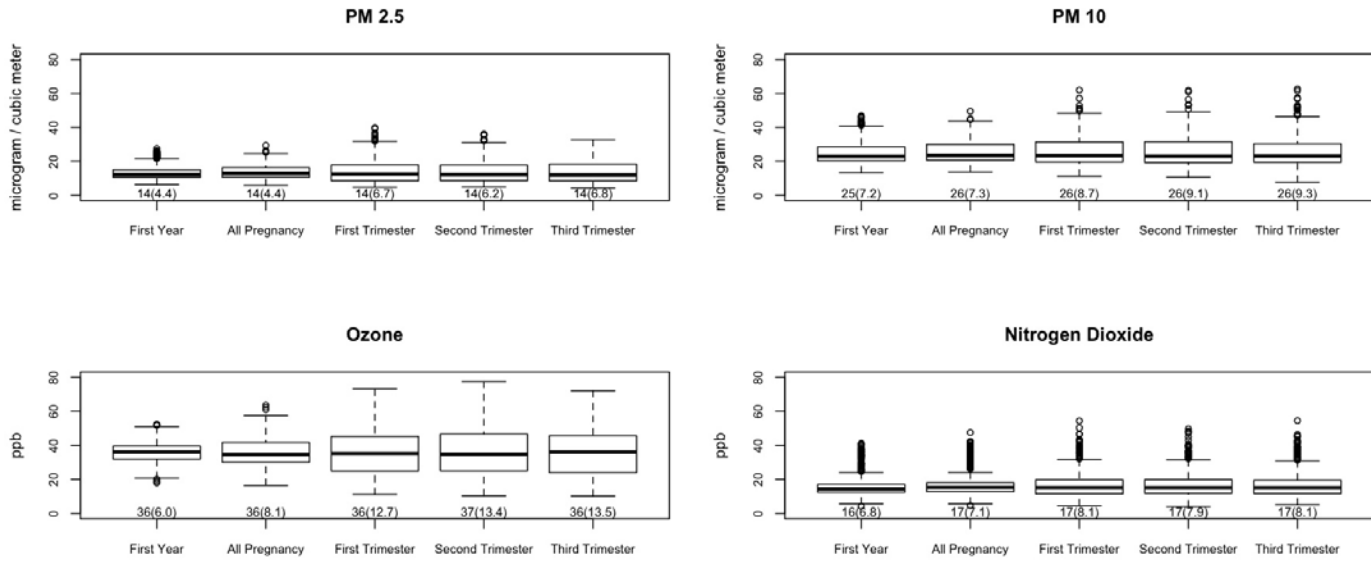 PM 2.5
microgram / cubic meter
80
60
40
20
0
14(4.4) 14(4.4) 14(6.7) 14(6.2) 14(6.8)
First Year All Pregnancy First Trimester Second Trimester Third Trimester
PM 10
microgram / cubic meter
80
60
40
20
0
25(7.2) 26(7.3) 26(8.7) 26(9.1) 26(9.3)
First Year All Pregnancy First Trimester Second Trimester Third Trimester
Ozone
ppb
80
60
40
20
0
36(6.0) 36(8.1) 36(12.7) 37(13.4) 36(13.5)
First Year All Pregnancy First Trimester Second Trimester Third Trimester
Nitrogen Dioxide
ppb
80
60
40
20
0
16(6.8) 17(7.1) 17(8.1) 17(7.9) 17(8.1)
First Year All Pregnancy First Trimester Second Trimester Third Trimester